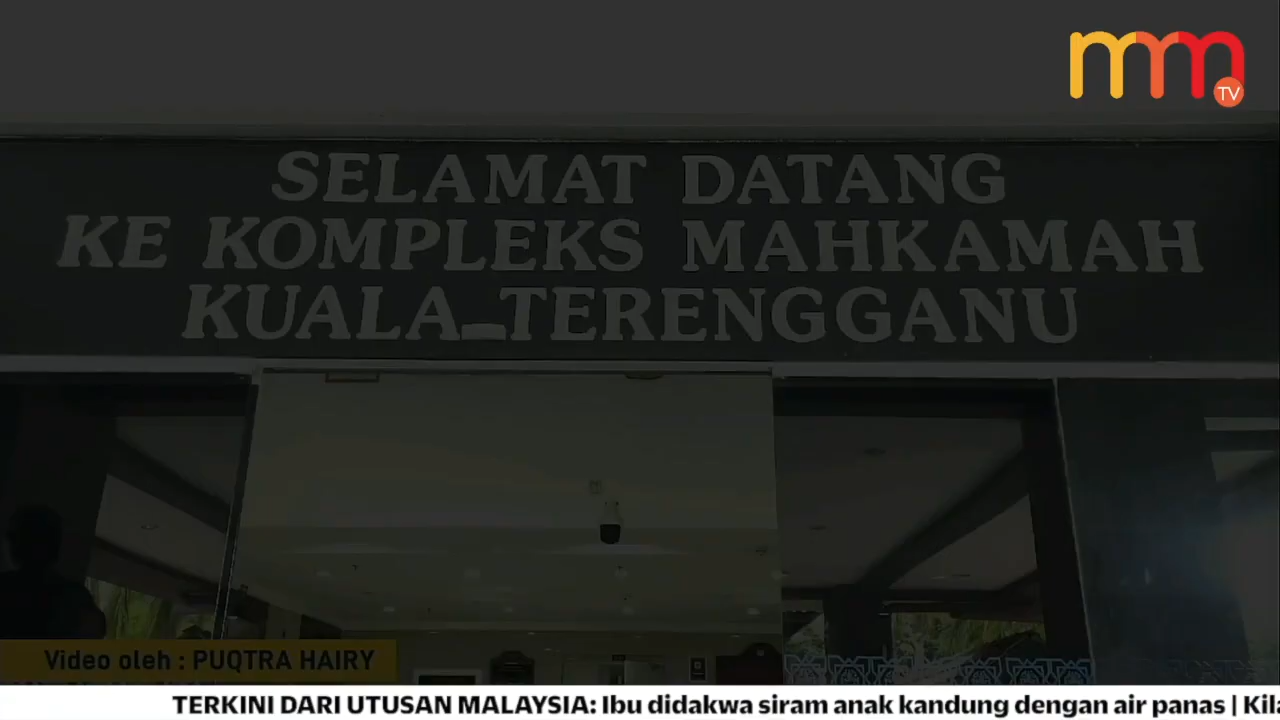 mm TV
SELAMAT DATANG
KE KOMPLEKS MAHKAMAH
KUALA TERENGGANU
Video oleh : PUQTRA HAIRY
TERKINI DARI UTUSAN MALAYSIA: Ibu didakwa siram anak kandung dengan air panas |